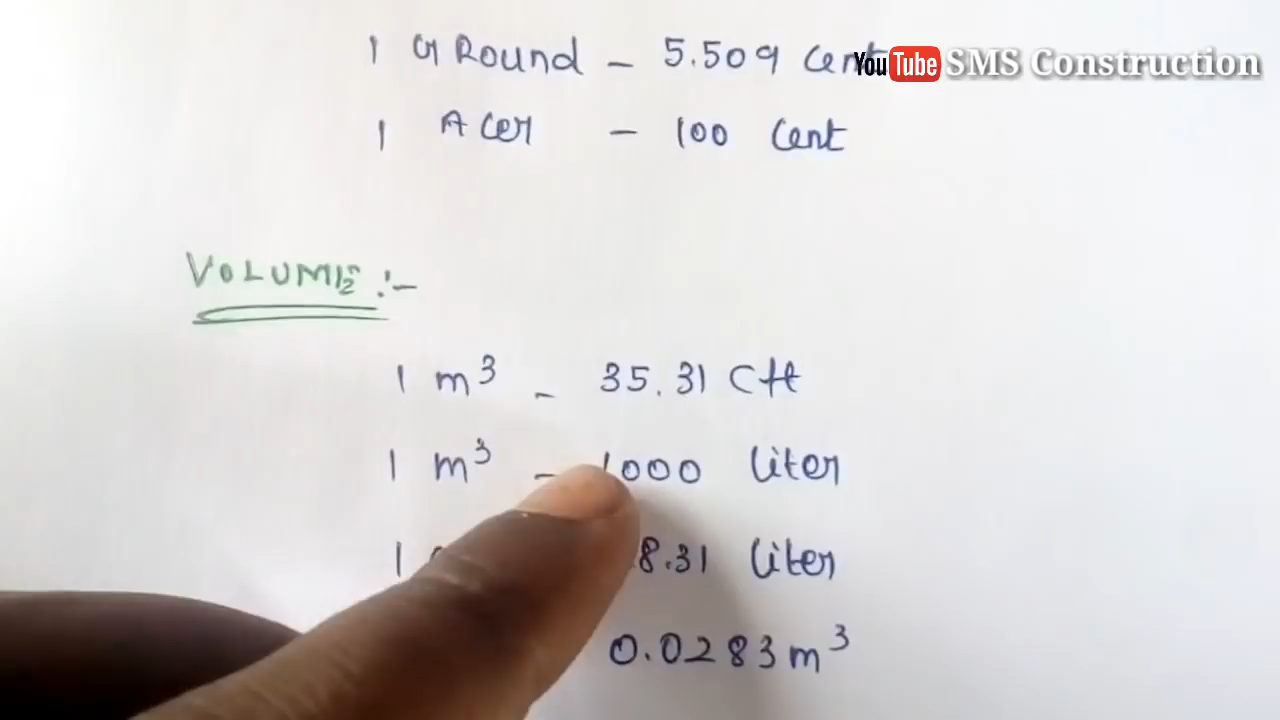 1 GRound - 5.509 Cent
YouTube SMS Construction
1 Acer - 100 Cent
VOLUME :-
1 m³ - 35.31 Cft
1 m³ - 1000 liter
1 8.31 liter
0.0283 m³